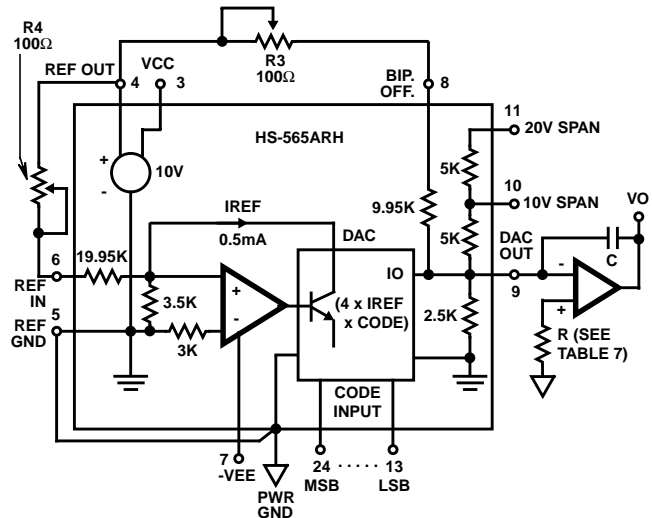 R4
100Ω
R3
100Ω
REF OUT
VCC
4
3
BIP.
OFF.
8
11
20V SPAN
HS-565ARH
+
-
10V
5K
10
10V SPAN
9.95K
5K
VO
IREF
0.5mA
DAC
DAC
OUT
9
C
6
19.95K
REF
IN
IO
+
-
-
+
3.5K
(4 x IREF
x CODE)
2.5K
5
REF
GND
3K
R (SEE
TABLE 7)
CODE
INPUT
7
-VEE
PWR
GND
24 ..... 13
MSB
LSB